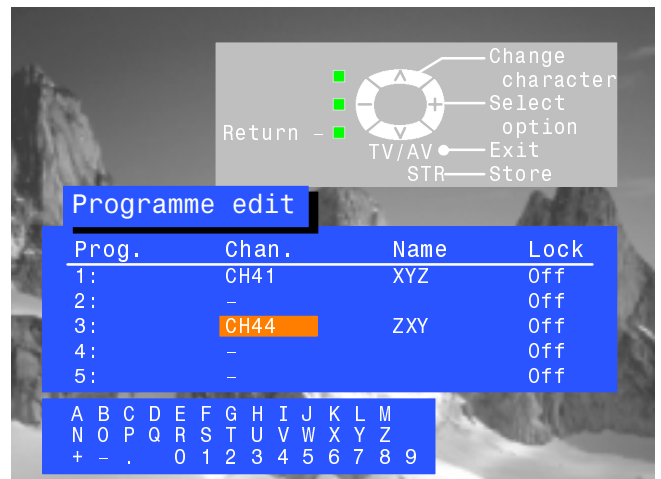 Change
character
Select
option
Return –
TV/AV
Exit
STR
Store
Programme edit
Prog. Chan. Name Lock
1: CH41 XYZ Off
2: – Off
3: CH44 ZXY Off
4: – Off
5: – Off
A B C D E F G H I J K L M
N O P Q R S T U V W X Y Z
+ – . 0 1 2 3 4 5 6 7 8 9